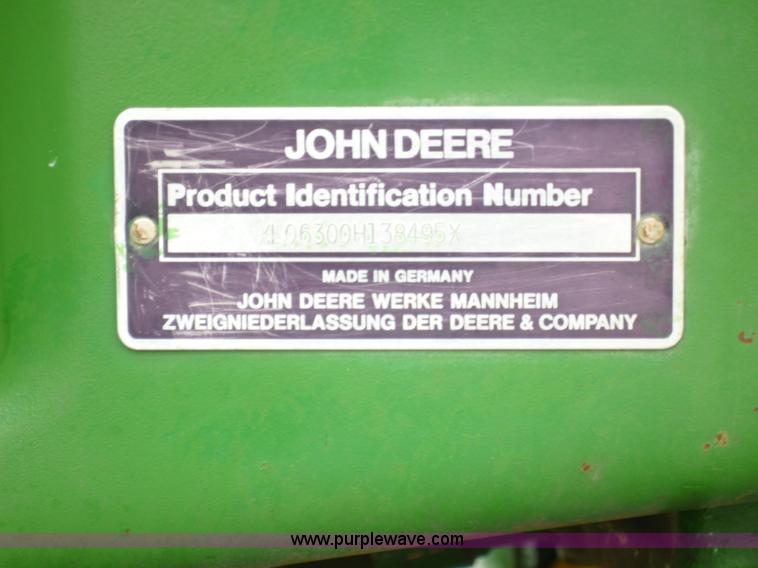 JOHN DEERE
Product Identification Number
XLO6300H138495X
MADE IN GERMANY
JOHN DEERE WERKE MANNHEIM
ZWEIGNIEDERLASSUNG DER DEERE & COMPANY
www.purplewave.com